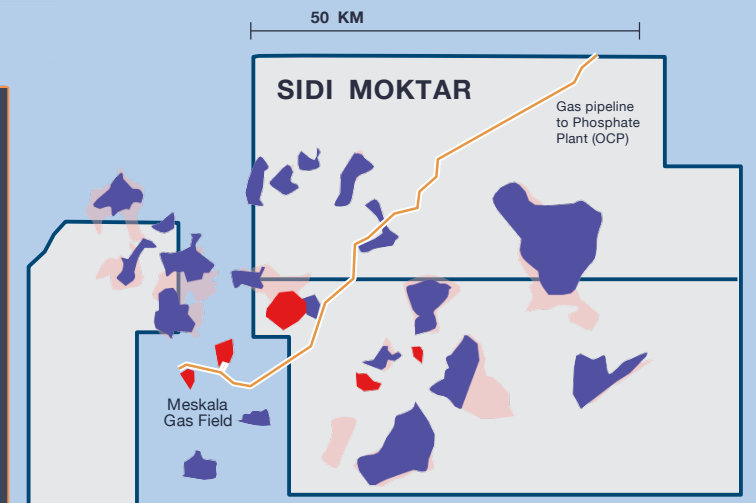 50 KM
SIDI MOKTAR
Gas pipeline
to Phosphate
Plant (OCP)
Meskala
Gas Field